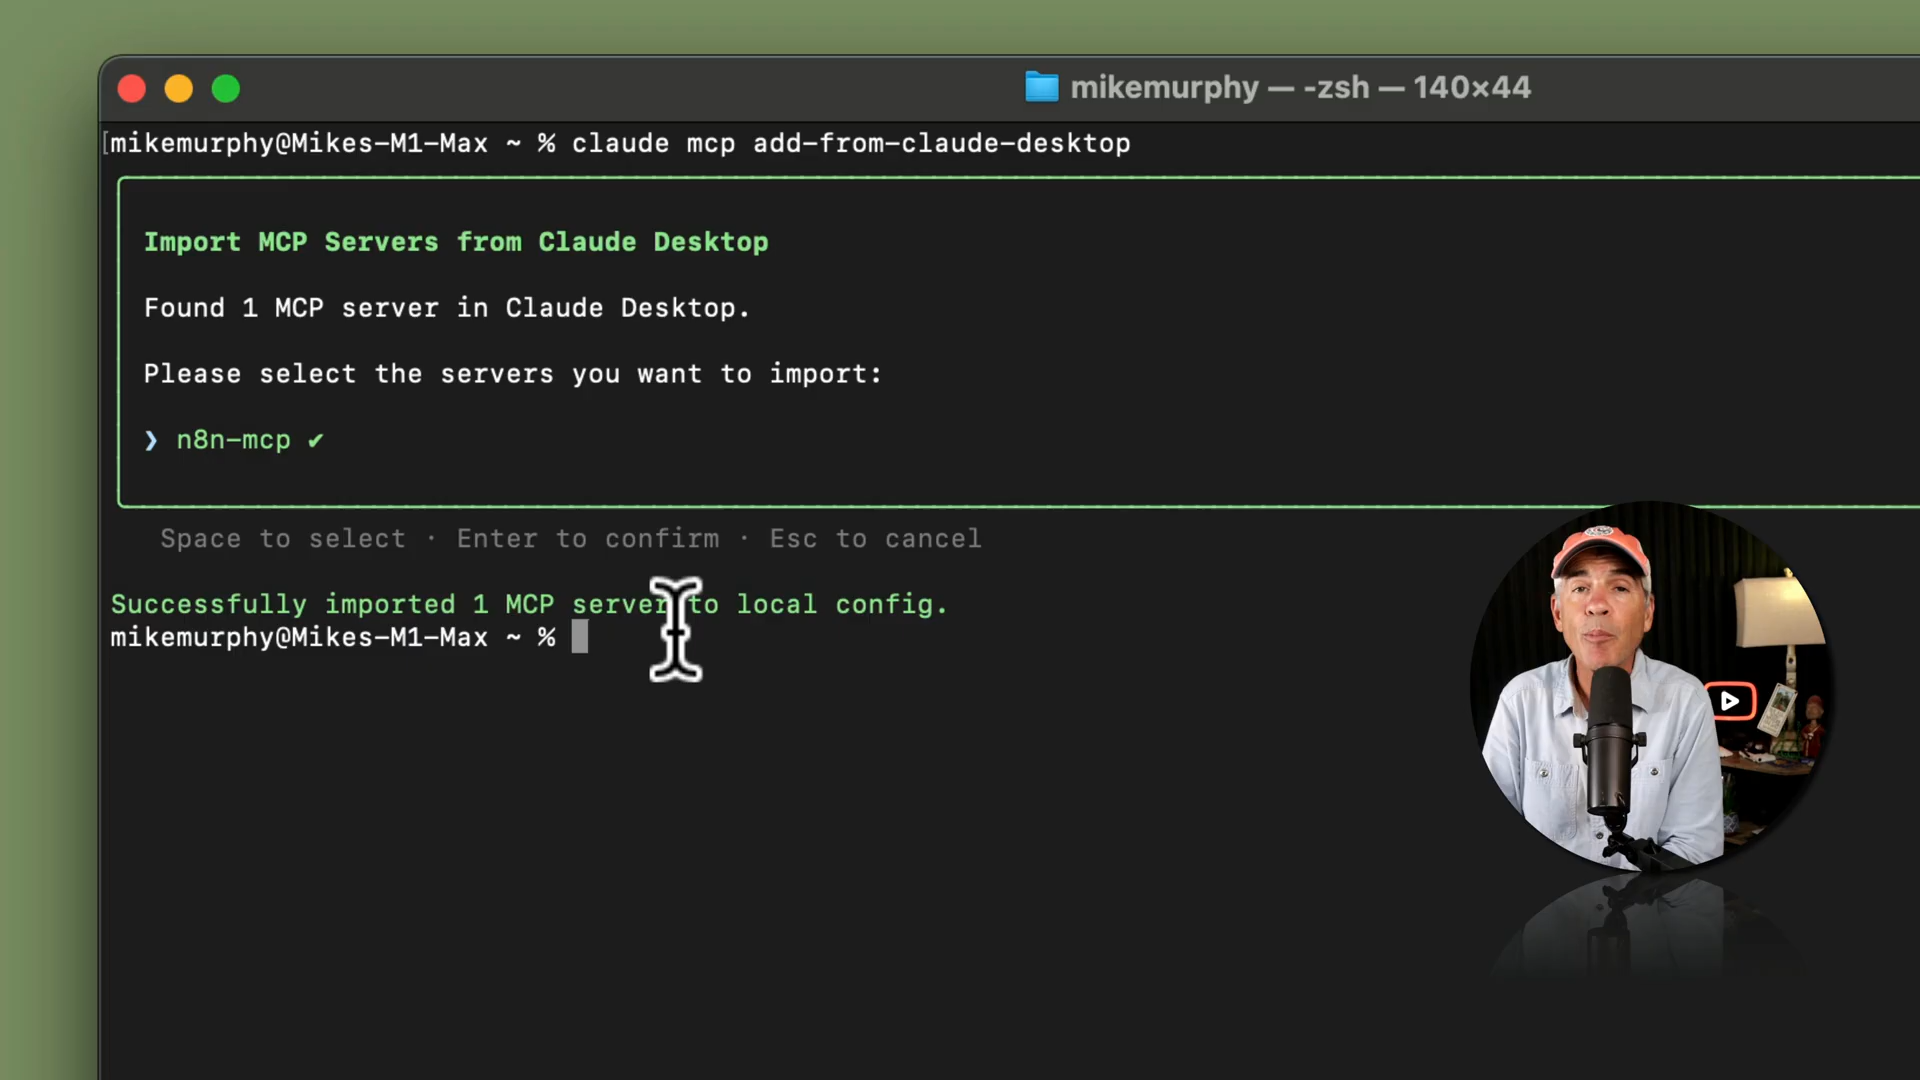 mikemurphy — -zsh — 140×44
[mikemurphy@Mikes-M1-Max ~ % claude mcp add-from-claude-desktop
Import MCP Servers from Claude Desktop
Found 1 MCP server in Claude Desktop.
Please select the servers you want to import:
❯ n8n-mcp ✔
Space to select · Enter to confirm · Esc to cancel
Successfully imported 1 MCP server to local config.
mikemurphy@Mikes-M1-Max ~ %